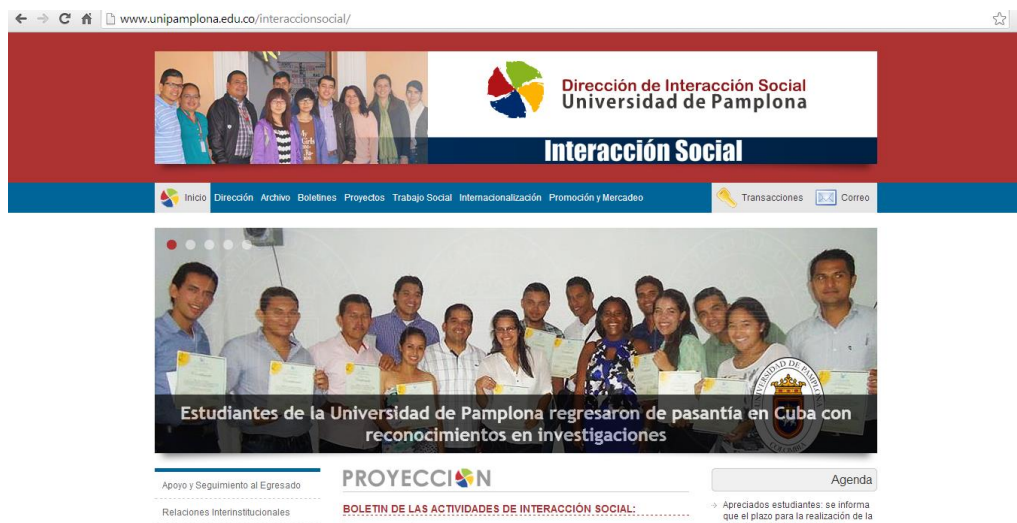 www.unipamplona.edu.co/interaccionsocial/
Dirección de Interacción Social
Universidad de Pamplona
Interacción Social
Inicio Dirección Archivo Boletines Proyectos Trabajo Social Internacionalización Promoción y Mercadeo Transacciones Correo
UNIVERSIDAD DE PAMPLONA
COLOMBIA
Estudiantes de la Universidad de Pamplona regresaron de pasantía en Cuba con
reconocimientos en investigaciones
Apoyo y Seguimiento al Egresado
Relaciones Interinstitucionales
PROYECCIÓN
BOLETIN DE LAS ACTIVIDADES DE INTERACCIÓN SOCIAL:
Agenda
Apreciados estudiantes: se informa
que el plazo para la realización de la